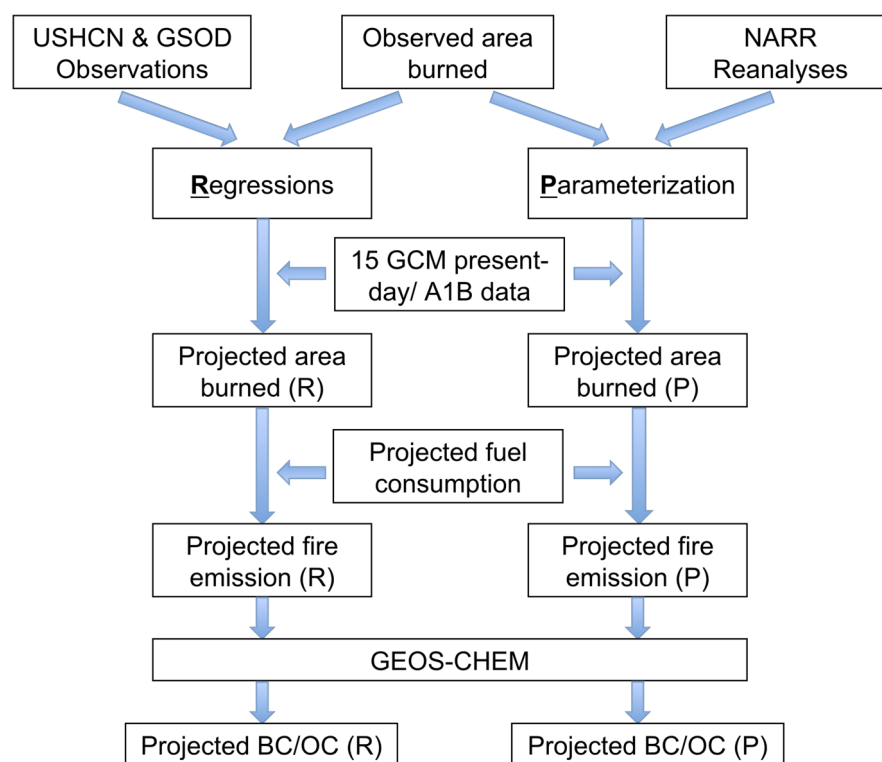 USHCN & GSOD
Observations
Observed area
burned
NARR
Reanalyses
Regressions
Parameterization
15 GCM present-
day/ A1B data
Projected area
burned (R)
Projected area
burned (P)
Projected fuel
consumption
Projected fire
emission (R)
Projected fire
emission (P)
GEOS-CHEM
Projected BC/OC (R)
Projected BC/OC (P)